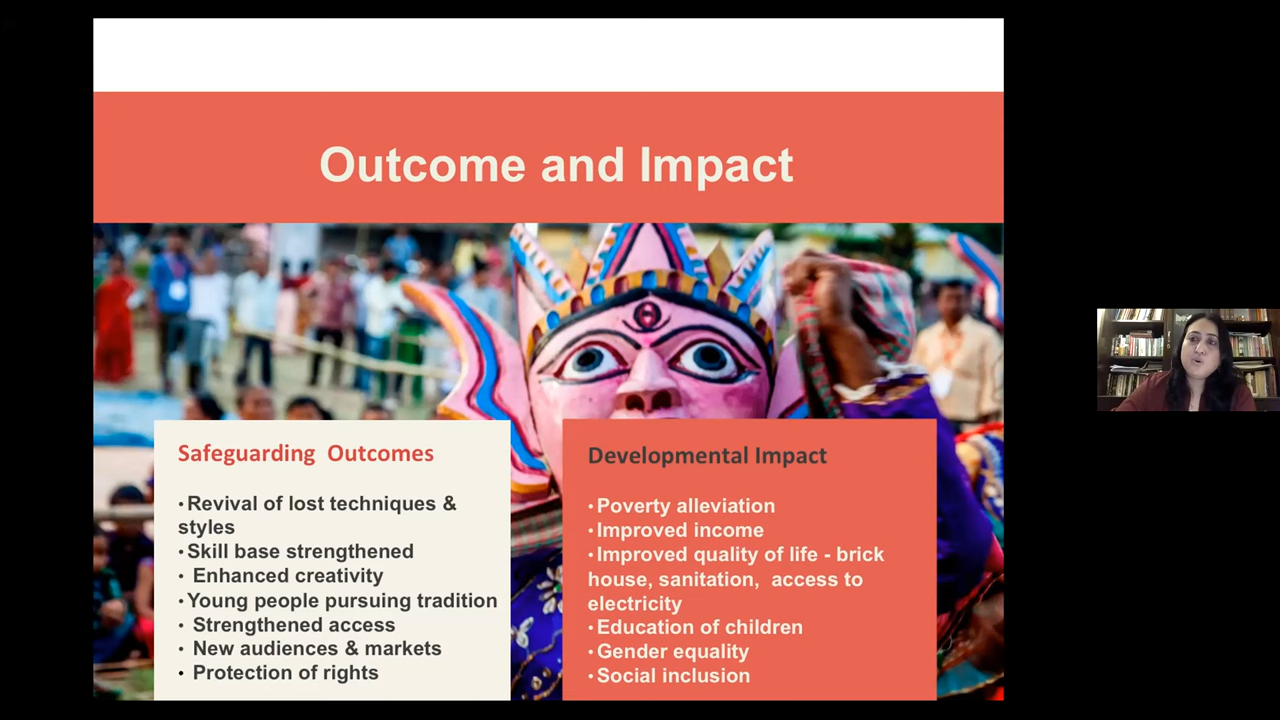 Outcome and Impact
Safeguarding  Outcomes
•Revival of lost techniques &
styles
•Skill base strengthened
• Enhanced creativity
•Young people pursuing tradition
• Strengthened access
• New audiences & markets
• Protection of rights
Developmental Impact
•Poverty alleviation
•Improved income
•Improved quality of life - brick
house, sanitation,  access to
electricity
•Education of children
•Gender equality
•Social inclusion